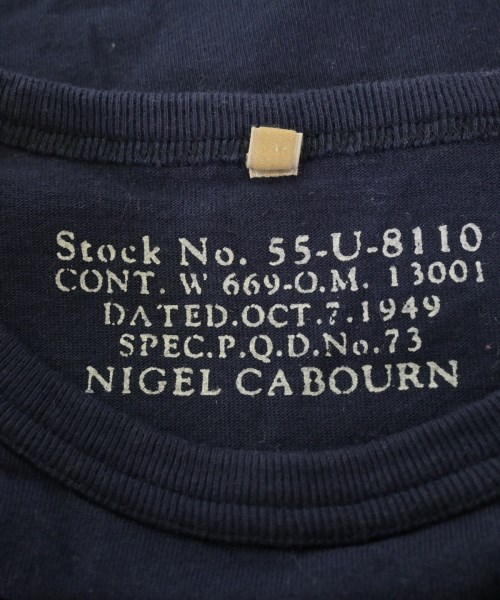 Stock No. 55-U-8110
CONT. W 669-O.M. 13001
DATED.OCT.7.1949
SPEC.P.Q.D.No.73
NIGEL CABOURN